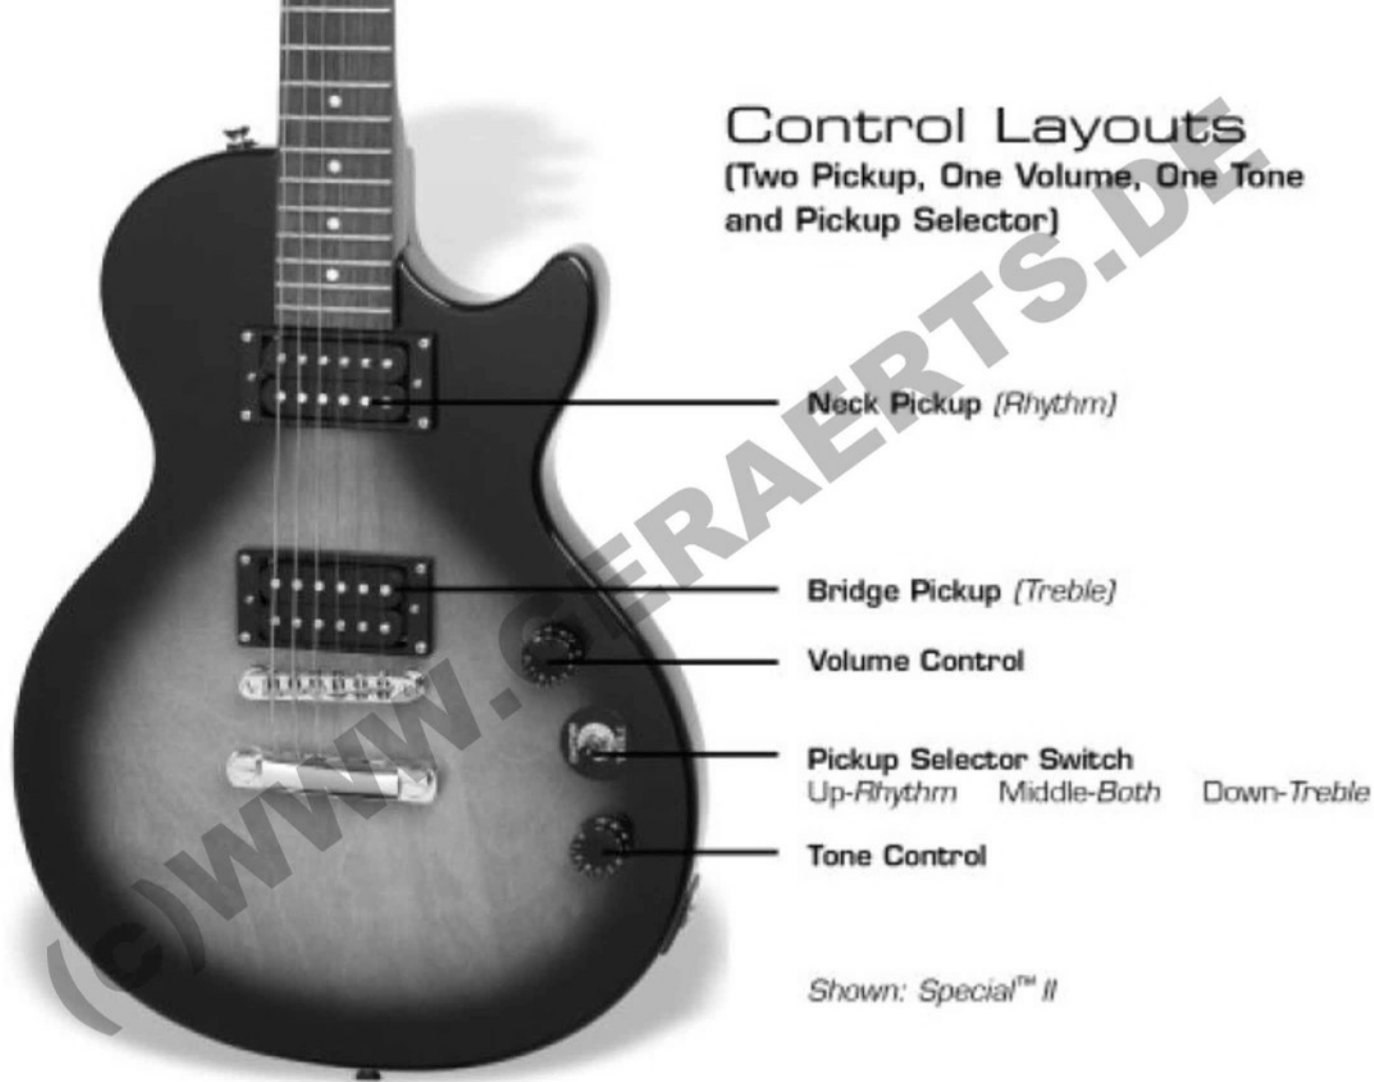 Control Layouts
(Two Pickup, One Volume, One Tone
and Pickup Selector)
Neck Pickup (Rhythm)
Bridge Pickup (Treble)
Volume Control
Pickup Selector Switch
Up-Rhythm Middle-Both Down-Treble
Tone Control
Shown: Special™ II
(c)WWW.GERAERTS.DE